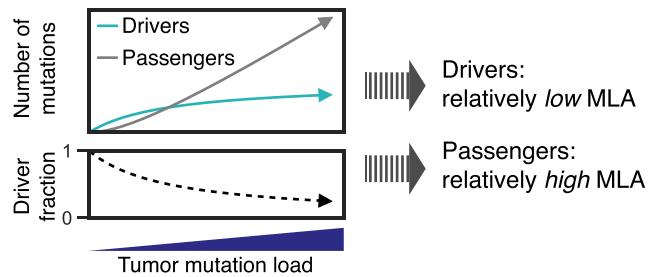 Number of
mutations
Drivers
Passengers
Drivers:
relatively low MLA
Driver
fraction
1
0
Passengers:
relatively high MLA
Tumor mutation load